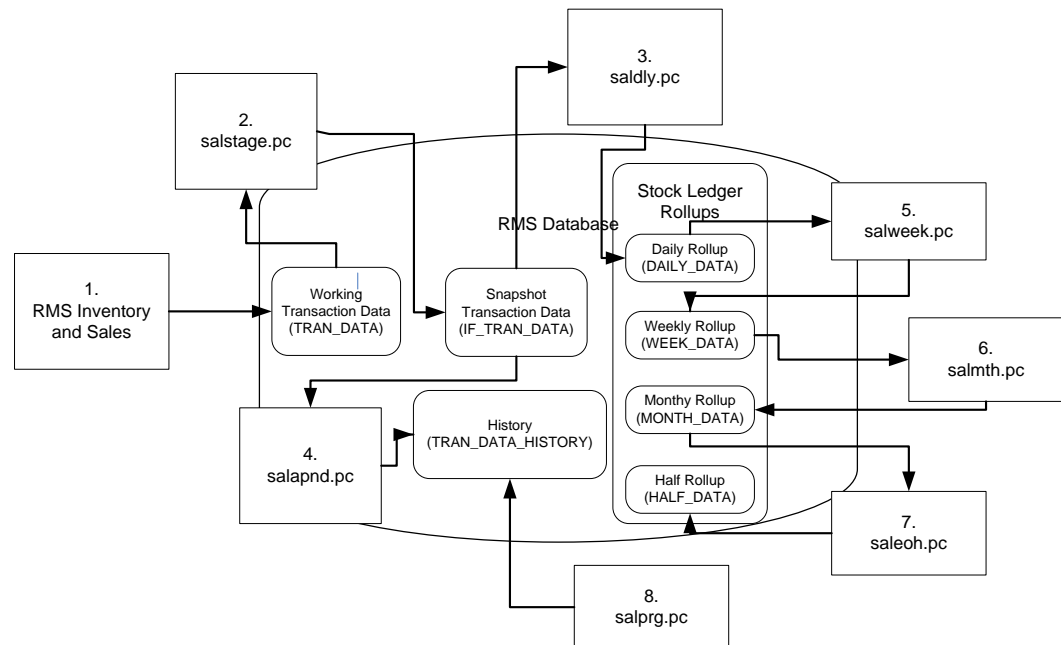 3.
saldly.pc
2.
salstage.pc
Stock Ledger
Rollups
RMS Database
5.
salweek.pc
Daily Rollup
(DAILY_DATA)
1.
RMS Inventory
and Sales
Working
Transaction Data
(TRAN_DATA)
Snapshot
Transaction Data
(IF_TRAN_DATA)
Weekly Rollup
(WEEK_DATA)
6.
salmth.pc
Monthy Rollup
(MONTH_DATA)
4.
salapnd.pc
History
(TRAN_DATA_HISTORY)
Half Rollup
(HALF_DATA)
7.
saleoh.pc
8.
salprg.pc